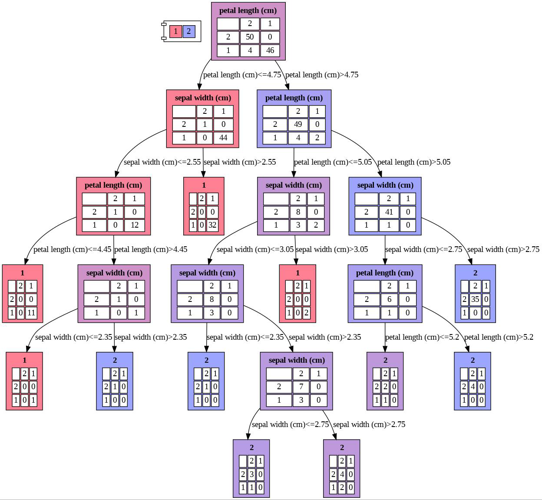 petal length (cm)
2 1
2 50 0
1 4 46
1 2
petal length (cm)<=4.75 petal length (cm)>4.75
sepal width (cm)
2 1
2 1 0
1 0 44
petal length (cm)
2 1
2 49 0
1 4 2
sepal width (cm)<=2.55 sepal width (cm)>2.55 petal length (cm)<=5.05 petal length (cm)>5.05
petal length (cm)
2 1
2 1 0
1 0 12
1
2 1
2 0 0
1 0 32
sepal width (cm)
2 1
2 8 0
1 3 2
sepal width (cm)
2 1
2 41 0
1 1 0
petal length (cm)<=4.45 petal length (cm)>4.45 sepal width (cm)<=3.05 sepal width (cm)>3.05 sepal width (cm)<=2.75 sepal width (cm)>2.75
1
2 1
2 0 0
1 0 11
sepal width (cm)
2 1
2 1 0
1 0 1
sepal width (cm)
2 1
2 8 0
1 3 0
1
2 1
2 0 0
1 0 2
petal length (cm)
2 1
2 6 0
1 1 0
2
2 1
2 35 0
1 0 0
sepal width (cm)<=2.35 sepal width (cm)>2.35 sepal width (cm)<=2.35 sepal width (cm)>2.35 petal length (cm)<=5.2 petal length (cm)>5.2
1
2 1
2 0 0
1 0 1
2
2 1
2 1 0
1 0 0
2
2 1
2 1 0
1 0 0
sepal width (cm)
2 1
2 7 0
1 3 0
2
2 1
2 2 0
1 1 0
2
2 1
2 4 0
1 0 0
sepal width (cm)<=2.75 sepal width (cm)>2.75
2
2 1
2 3 0
1 1 0
2
2 1
2 4 0
1 2 0